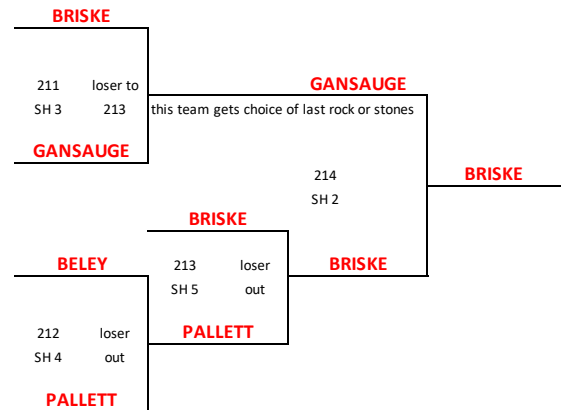 BRISKE
211 loser to GANSAUGE
SH 3 213 this team gets choice of last rock or stones
GANSAUGE
214 BRISKE
SH 2
BRISKE
BELEY 213 loser BRISKE
SH 5 out
212 loser PALLETT
SH 4 out
PALLETT